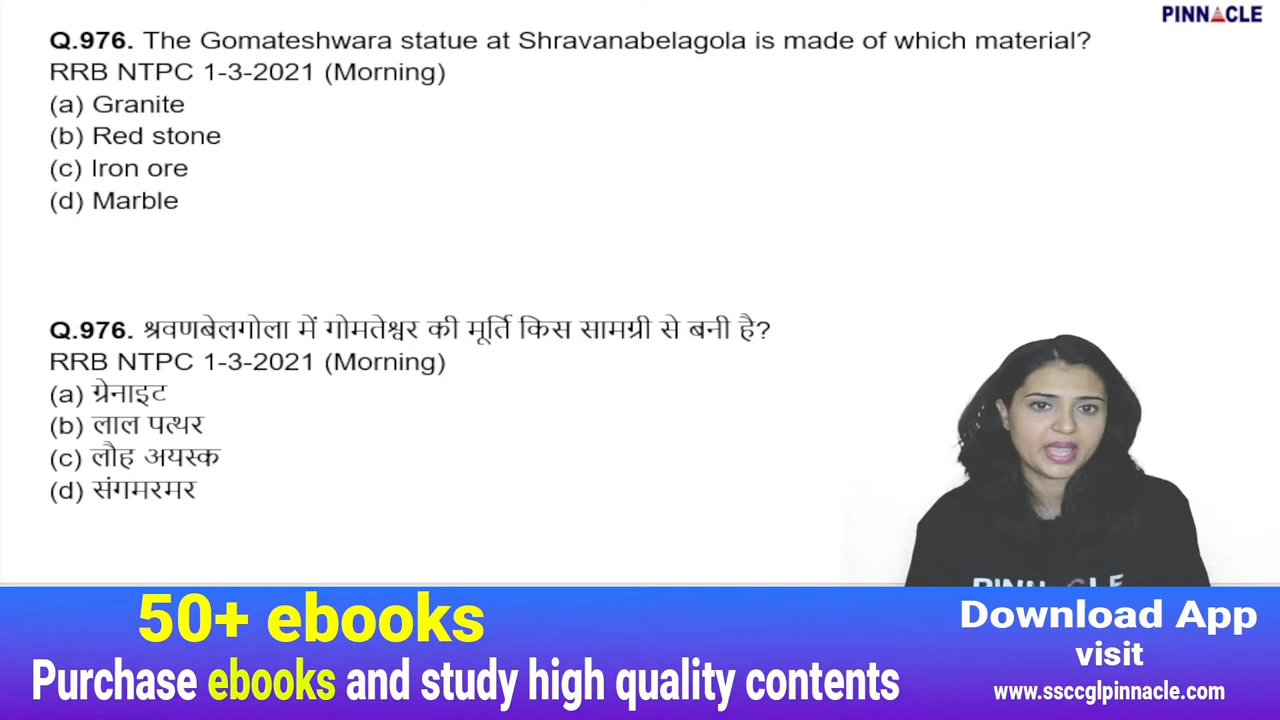 PINNACLE
Q.976. The Gomateshwara statue at Shravanabelagola is made of which material?
RRB NTPC 1-3-2021 (Morning)
(a) Granite
(b) Red stone
(c) Iron ore
(d) Marble
Q.976. श्रवणबेलगोला में गोमतेश्वर की मूर्ति किस सामग्री से बनी है?
RRB NTPC 1-3-2021 (Morning)
(a) ग्रेनाइट
(b) लाल पत्थर
(c) लौह अयस्क
(d) संगमरमर
PINNACLE
50+ ebooks
Purchase ebooks and study high quality contents
Download App
visit
www.ssccglpinnacle.com